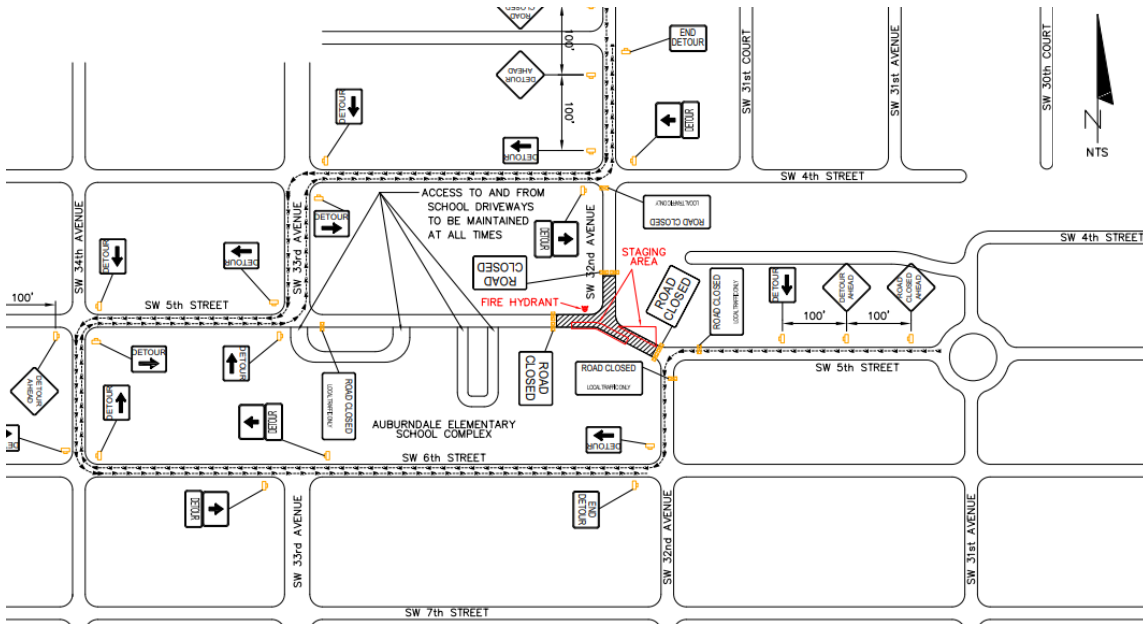 CLOSED
ROAD
100'
END
DETOUR
SW 31st COURT
SW 31st AVENUE
SW 30th COURT
N
NTS
DETOUR
AHEAD
DETOUR
100'
DETOUR
DETOUR
SW 4th STREET
ACCESS TO AND FROM
SCHOOL DRIVEWAYS
TO BE MAINTAINED
AT ALL TIMES
DETOUR
DETOUR
ROAD CLOSED
LOCAL TRAFFIC ONLY
SW 34th AVENUE
SW 33rd AVENUE
SW 32nd AVENUE
SW 4th STREET
DETOUR
DETOUR
STAGING
AREA
ROAD
CLOSED
ROAD
CLOSED
ROAD CLOSED
LOCAL TRAFFIC ONLY
DETOUR
DETOUR
AHEAD
ROAD
CLOSED
AHEAD
100'
SW 5th STREET
FIRE HYDRANT
100'
100'
DETOUR
DETOUR
ROAD
CLOSED
ROAD CLOSED
LOCAL TRAFFIC ONLY
SW 5th STREET
DETOUR
AHEAD
DETOUR
DETOUR
ROAD CLOSED
LOCAL TRAFFIC ONLY
AUBURNDALE ELEMENTARY
SCHOOL COMPLEX
DETOUR
SW 6th STREET
DETOUR
END
DETOUR
SW 33rd AVENUE
SW 32nd AVENUE
SW 31st AVENUE
SW 7th STREET